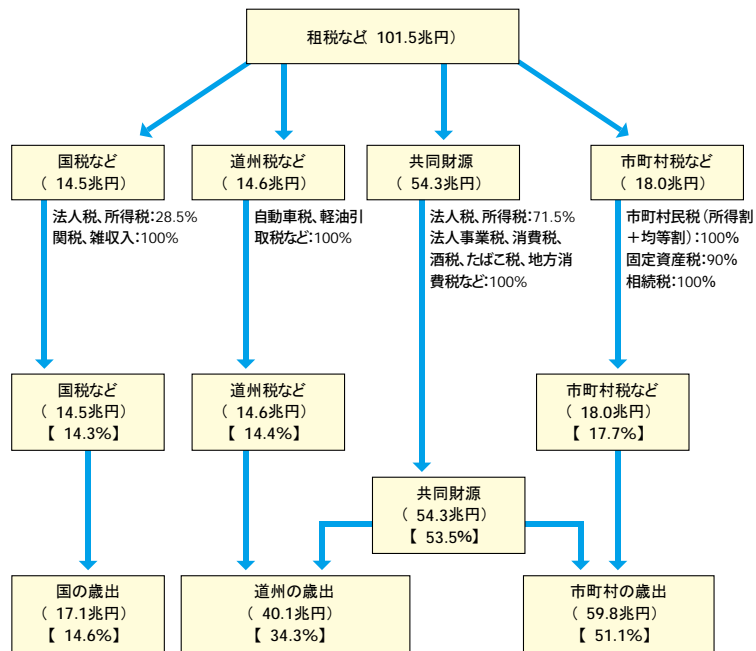 租税など 101.5兆円）
国税など
（ 14.5兆円）
道州税など
（ 14.6兆円）
共同財源
（ 54.3兆円）
市町村税など
（ 18.0兆円）
法人税、所得税：28.5%
関税、雑収入：100%
自動車税、軽油引
取税など：100%
法人税、所得税：71.5%
法人事業税、消費税、
酒税、たばこ税、地方消
費税など：100%
市町村民税（所得割
＋均等割）：100%
固定資産税：90%
相続税：100%
国税など
（ 14.5兆円）
【 14.3%】
道州税など
（ 14.6兆円）
【 14.4%】
市町村税など
（ 18.0兆円）
【 17.7%】
共同財源
（ 54.3兆円）
【 53.5%】
国の歳出
（ 17.1兆円）
【 14.6%】
道州の歳出
（ 40.1兆円）
【 34.3%】
市町村の歳出
（ 59.8兆円）
【 51.1%】